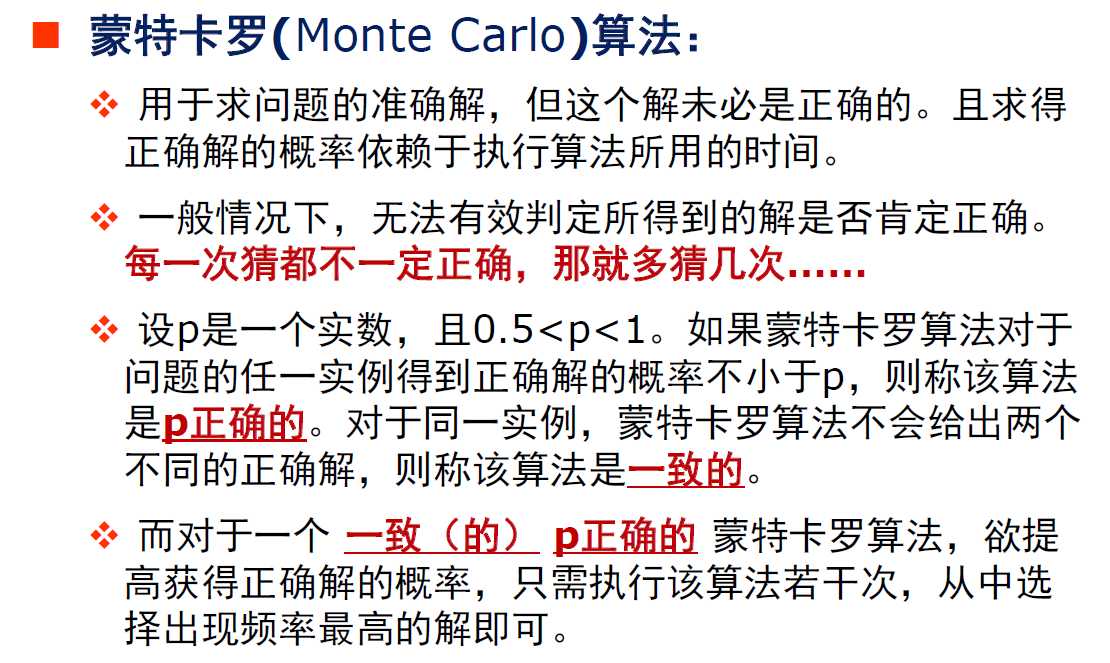 蒙特卡罗(Monte Carlo)算法：
用于求问题的准确解，但这个解未必是正确的。且求得
正确解的概率依赖于执行算法所用的时间。
一般情况下，无法有效判定所得到的解是否肯定正确。
每一次猜都不一定正确，那就多猜几次......
设p是一个实数，且0.5<p<1。如果蒙特卡罗算法对于
问题的任一实例得到正确解的概率不小于p，则称该算法
是p正确的。对于同一实例，蒙特卡罗算法不会给出两个
不同的正确解，则称该算法是一致的。
而对于一个 一致（的） p正确的 蒙特卡罗算法，欲提
高获得正确解的概率，只需执行该算法若干次，从中选
择出现频率最高的解即可。